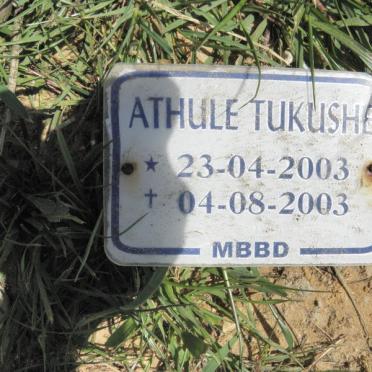 ATHULE TUKUSHE
★ 23-04-2003
✝ 04-08-2003
MBBD